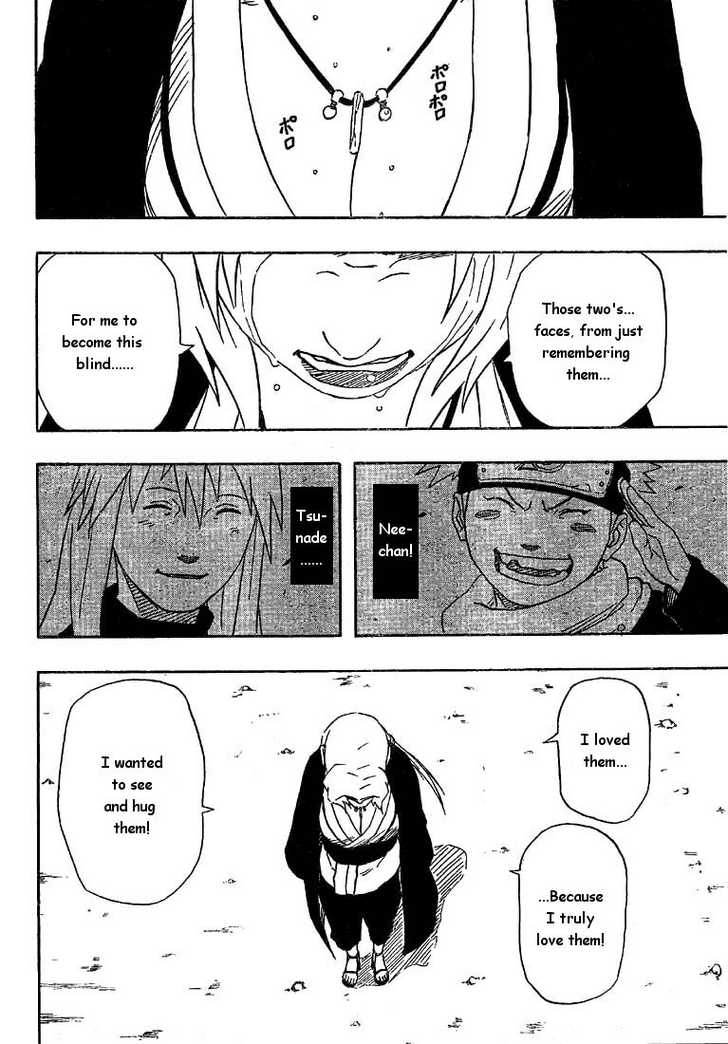 ポロポロ
ポロ
Those two's...
faces, from just
remembering
them...
For me to
become this
blind......
Nee-
chan!
Tsu-
nade
......
I loved
them...
...Because
I truly
love them!
I wanted
to see
and hug
them!